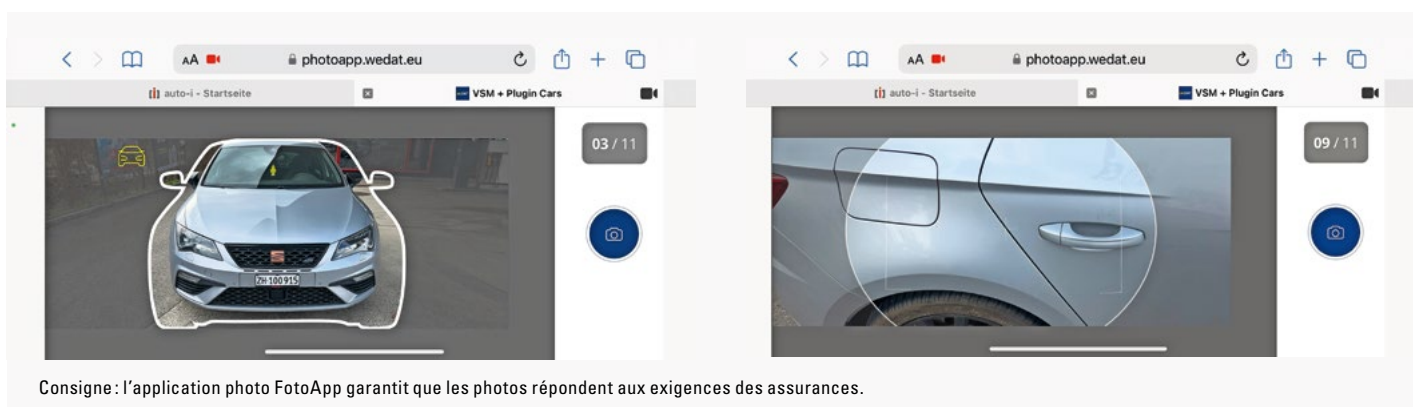 AA photoapp.wedat.eu
[i] auto-i - Startseite VSM + Plugin Cars
03 / 11
ZH·100915
AA photoapp.wedat.eu
[i] auto-i - Startseite VSM + Plugin Cars
09 / 11
Consigne : l'application photo FotoApp garantit que les photos répondent aux exigences des assurances.